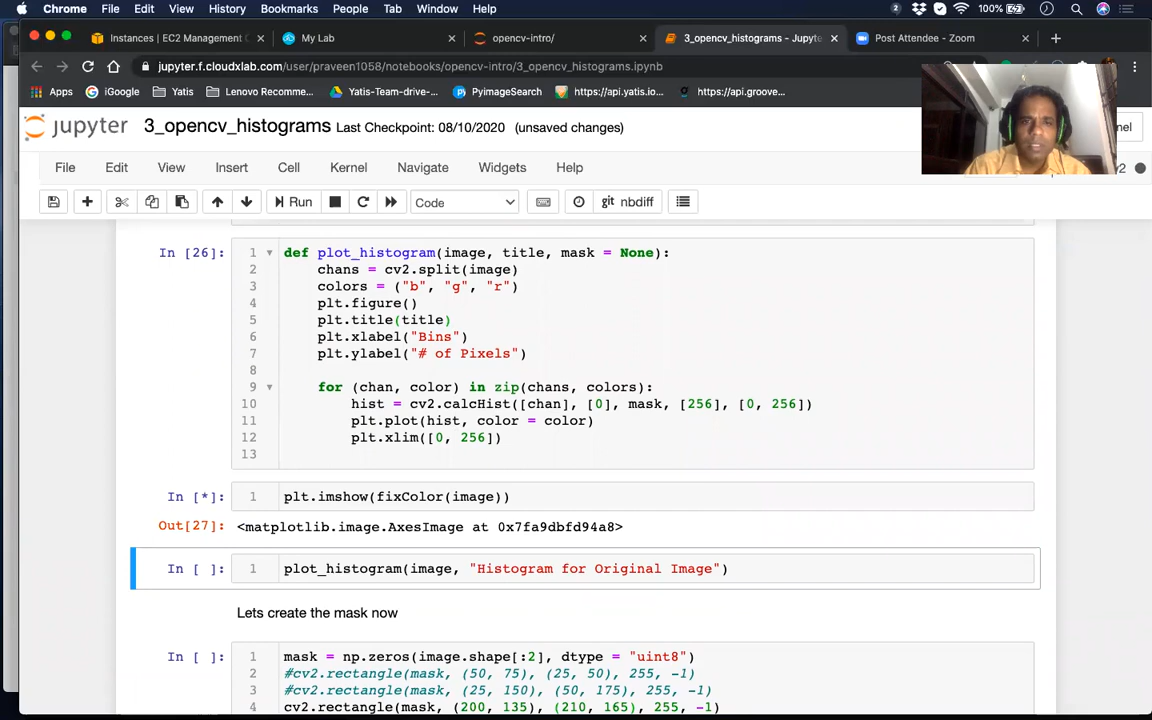 Chrome File Edit View History Bookmarks People Tab Window Help 2 100%
Instances | EC2 Management C × My Lab × opencv-intro/ × 3_opencv_histograms - Jupyte × Post Attendee - Zoom × +
jupyter.f.cloudxlab.com/user/praveen1058/notebooks/opencv-intro/3_opencv_histograms.ipynb
Apps iGoogle Yatis Lenovo Recomme... Yatis-Team-drive-... PyimageSearch https://api.yatis.io... https://api.groove...
jupyter 3_opencv_histograms Last Checkpoint: 08/10/2020 (unsaved changes)
File Edit View Insert Cell Kernel Navigate Widgets Help
Run Code nbdiff
In [26]: 1 def plot_histogram(image, title, mask = None):
2 chans = cv2.split(image)
3 colors = ("b", "g", "r")
4 plt.figure()
5 plt.title(title)
6 plt.xlabel("Bins")
7 plt.ylabel("# of Pixels")
8
9 for (chan, color) in zip(chans, colors):
10 hist = cv2.calcHist([chan], [0], mask, [256], [0, 256])
11 plt.plot(hist, color = color)
12 plt.xlim([0, 256])
13
In [*]: 1 plt.imshow(fixColor(image))
Out[27]: <matplotlib.image.AxesImage at 0x7fa9dbfd94a8>
In [ ]: 1 plot_histogram(image, "Histogram for Original Image")
Lets create the mask now
In [ ]: 1 mask = np.zeros(image.shape[:2], dtype = "uint8")
2 #cv2.rectangle(mask, (50, 75), (25, 50), 255, -1)
3 #cv2.rectangle(mask, (25, 150), (50, 175), 255, -1)
4 cv2.rectangle(mask, (200, 135), (210, 165), 255, -1)